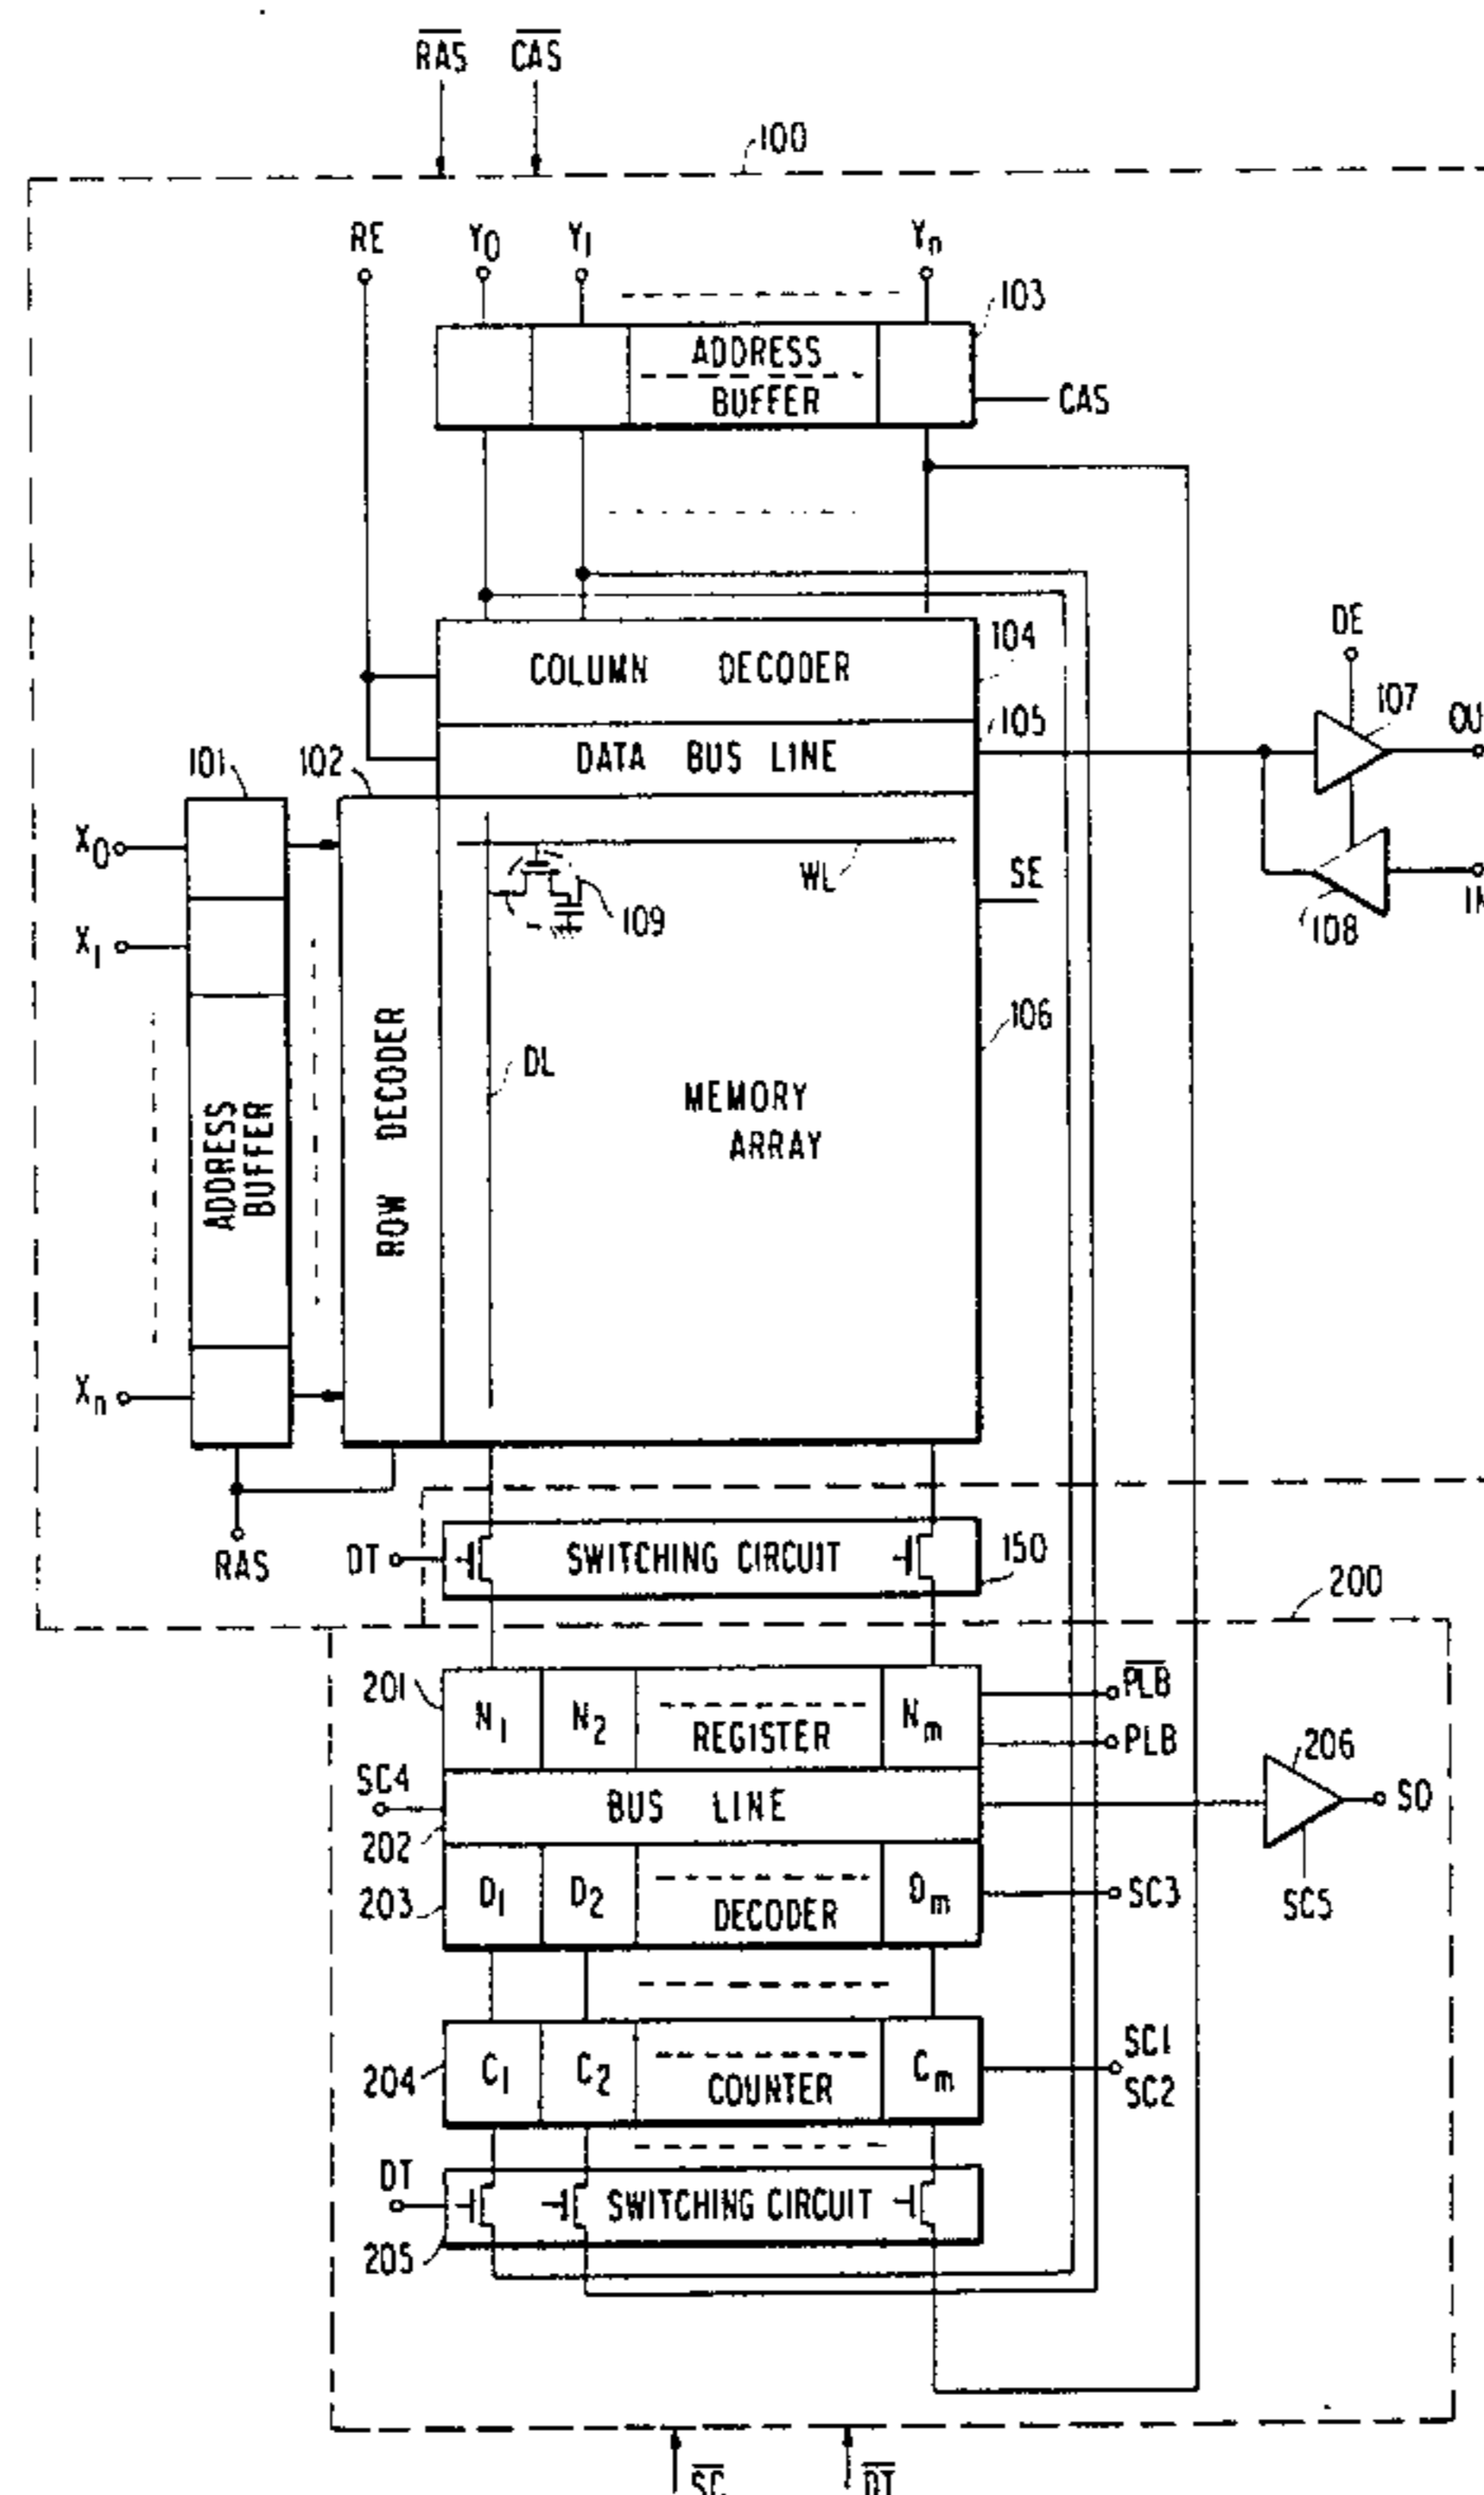 RAS CAS
100
RE Y0 Y1 Yn
103
ADDRESS
BUFFER
CAS
104
COLUMN DECODER
DE
107
105
DATA BUS LINE
OU
101 102
X0
WL
SE
109
108
IN
X1
106
DL
ROW DECODER
MEMORY
ARRAY
ADDRESS
BUFFER
Xn
RAS
DT
SWITCHING CIRCUIT
150
200
201
N1 N2 REGISTER Nm
PLB
PLB
206
SC4
BUS LINE
SO
202
203
D1 D2 DECODER Dm
SC3
SC5
204
C1 C2 COUNTER Cm
SC1
SC2
DT
SWITCHING CIRCUIT
205
SC DT